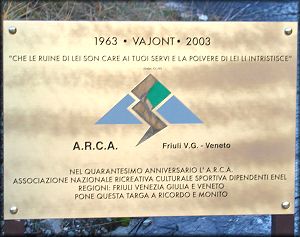 1963 • VAJONT • 2003
"CHE LE RUINE DI LEI SON CARE AI TUOI SERVI E LA POLVERE DI LEI LI INTRISTISCE"
A.R.C.A. Friuli V.G. - Veneto
NEL QUARANTESIMO ANNIVERSARIO L'A.R.C.A.
ASSOCIAZIONE NAZIONALE RICREATIVA CULTURALE SPORTIVA DIPENDENTI ENEL
REGIONI: FRIULI VENEZIA GIULIA E VENETO
PONE QUESTA TARGA A RICORDO E MONITO